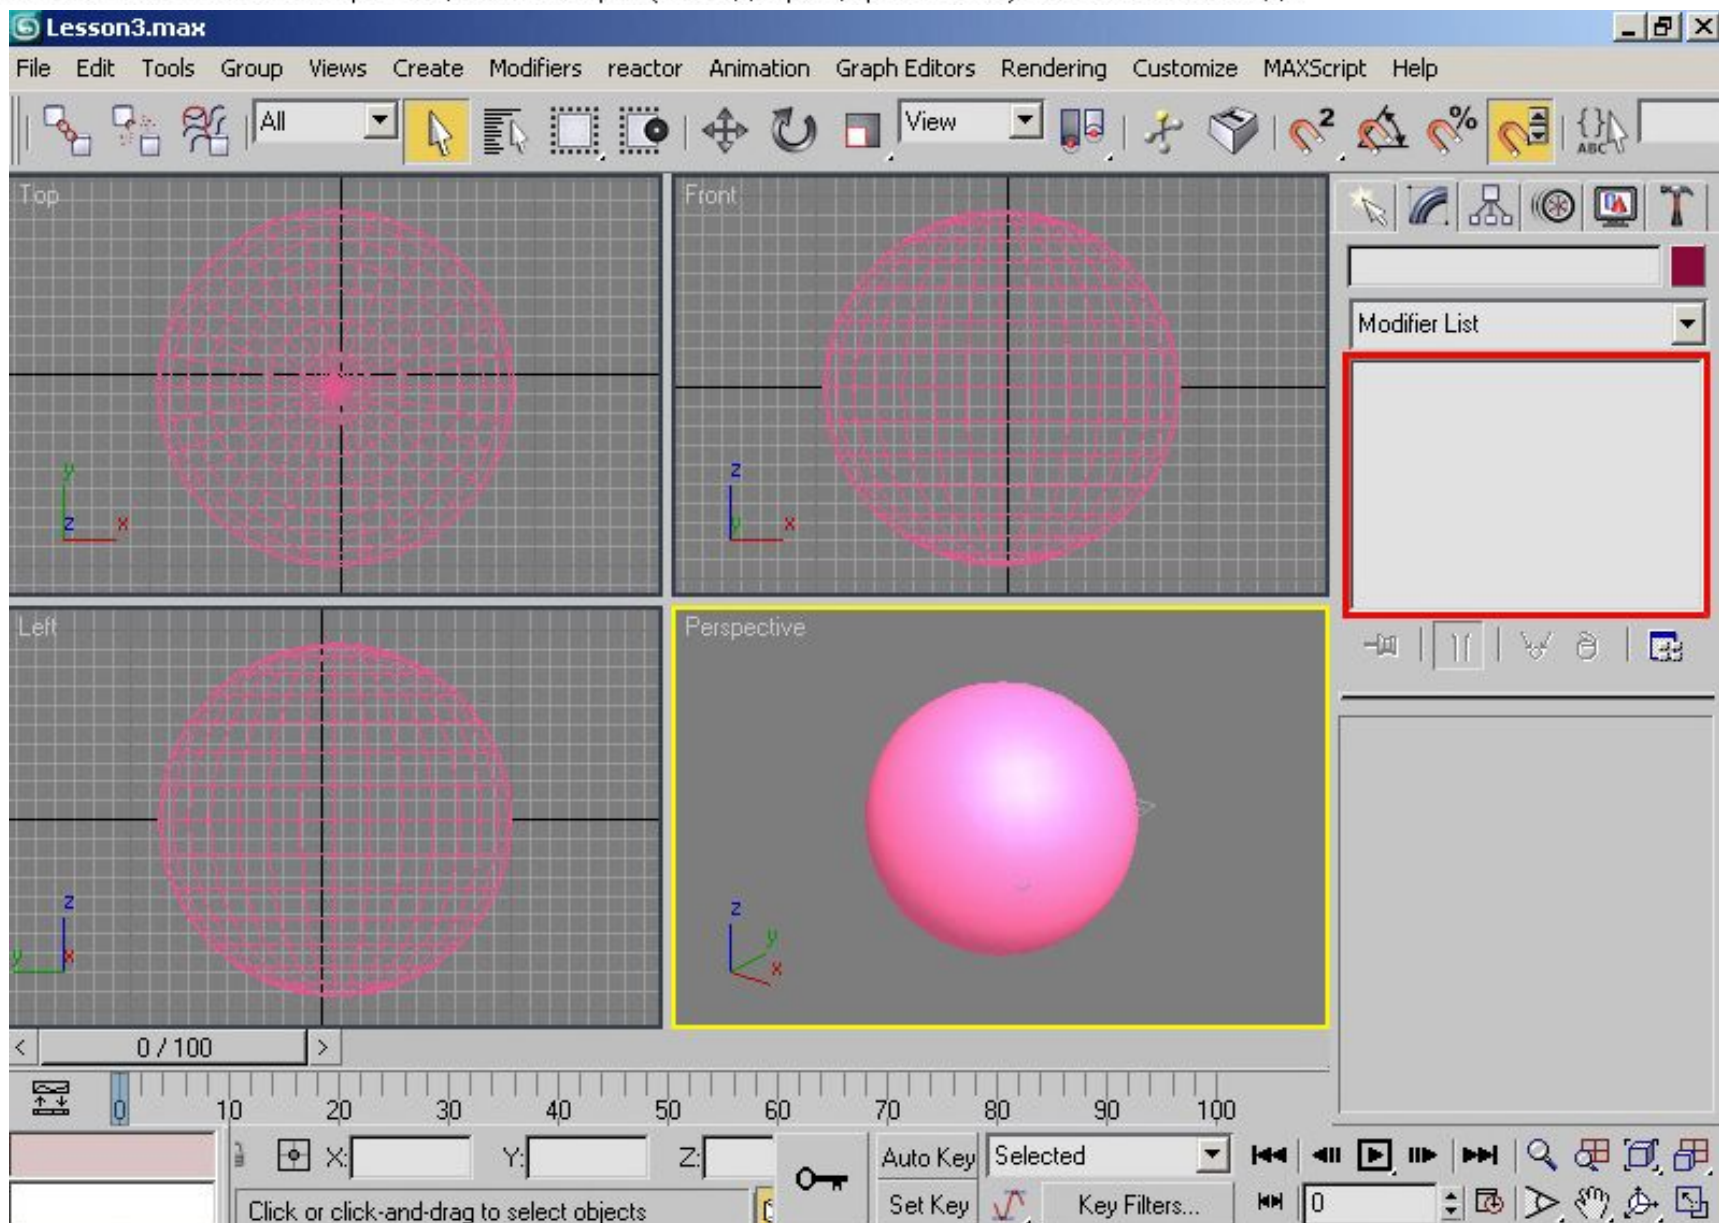 Lesson3.max
File Edit Tools Group Views Create Modifiers reactor Animation Graph Editors Rendering Customize MAXScript Help
All View
Top Front
Modifier List
y z x
z y x
Left Perspective
z y x
z y x
< 0 / 100 >
0 10 20 30 40 50 60 70 80 90 100
X: Y: Z: Auto Key Selected
Click or click-and-drag to select objects Set Key Key Filters... 0